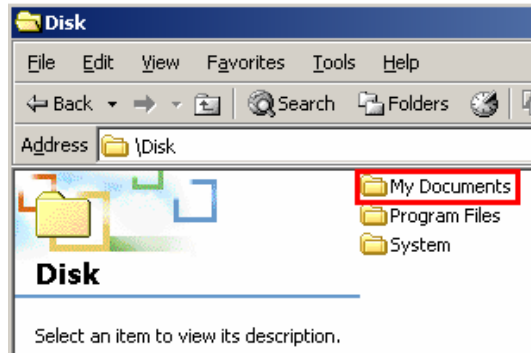 Disk
File Edit View Favorites Tools Help
Back Search Folders
Address \Disk
My Documents
Program Files
System
Disk
Select an item to view its description.